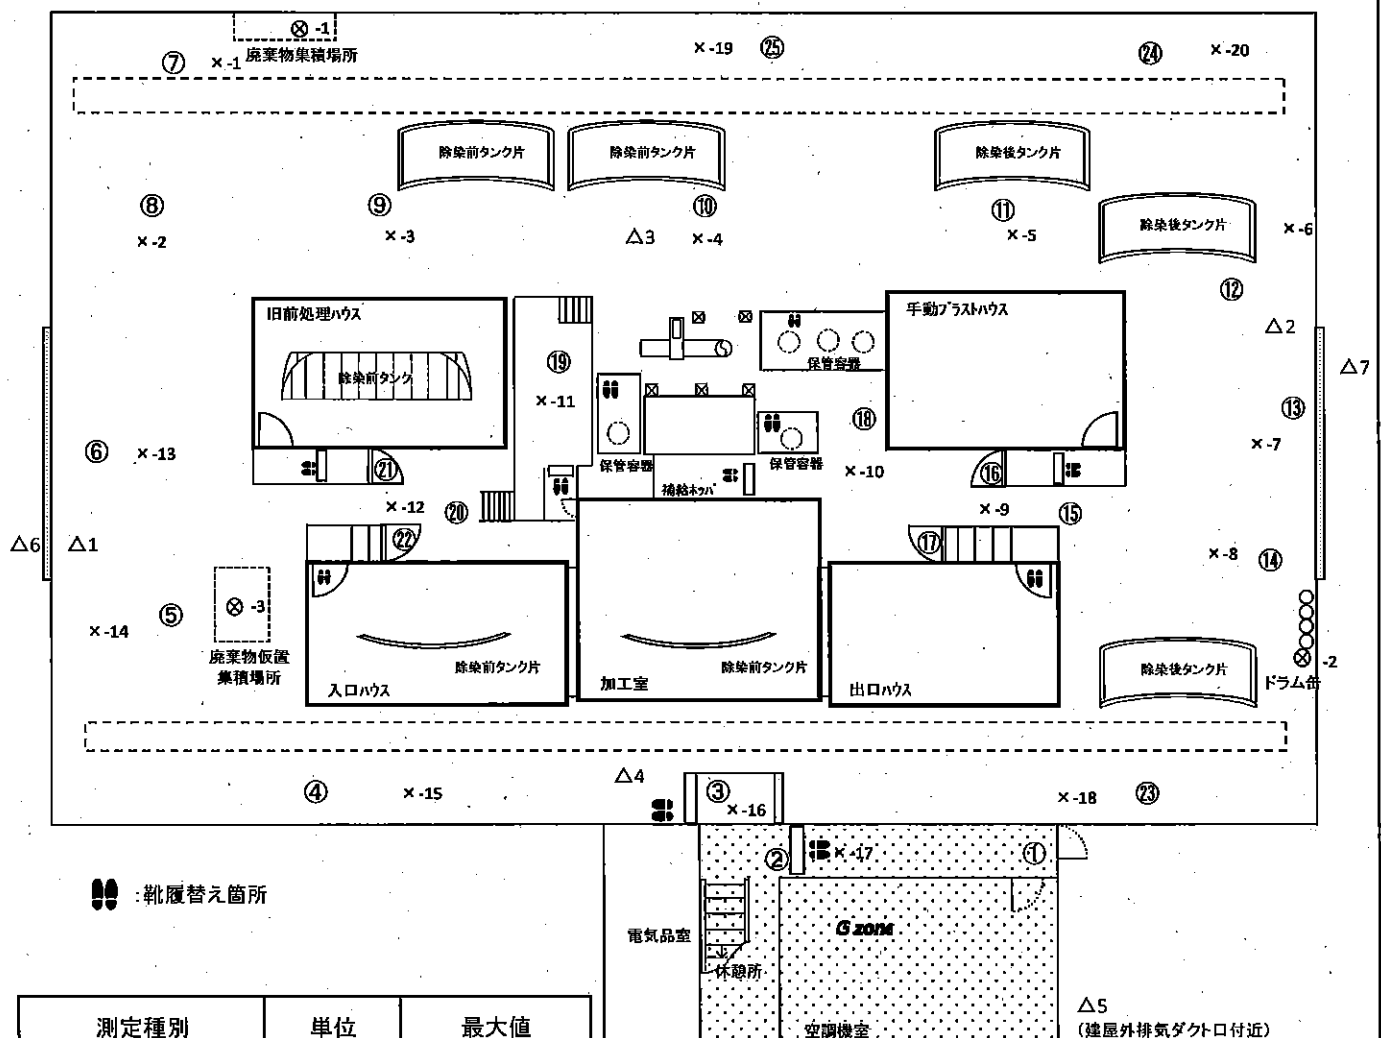 ⊗ -1
廃棄物集積場所
⑦ × -1
× -19 ㉕
㉔ × -20
除染前タンク片
除染前タンク片
除染後タンク片
⑧
× -2
⑨
× -3
△3
⑩
× -4
⑪
× -5
除染後タンク片
× -6
⑫
△2
旧前処理ハウス
除染前タンク
⑲
× -11
保管容器
手動ブラストハウス
△7
⑬
× -7
⑱
× -10
⑥ × -13
㉑
保管容器
保管容器
補給ホッパ
⑯
× -12 ⑳
× -9 ⑮
㉒
⑰
△6 △1
× -8 ⑭
⑤
⊗ -3
× -14
廃棄物仮置
集積場所
除染前タンク片
入口ハウス
除染前タンク片
加工室
出口ハウス
除染後タンク片
⊗ -2
ドラム缶
④ × -15
△4
③
× -16
× -18 ㉓
② × -17 ①
:靴履替え箇所
電気品室
G zone
休憩所
空調機室
△5
(建屋外排気ダクト口付近)
測定種別 単位 最大値